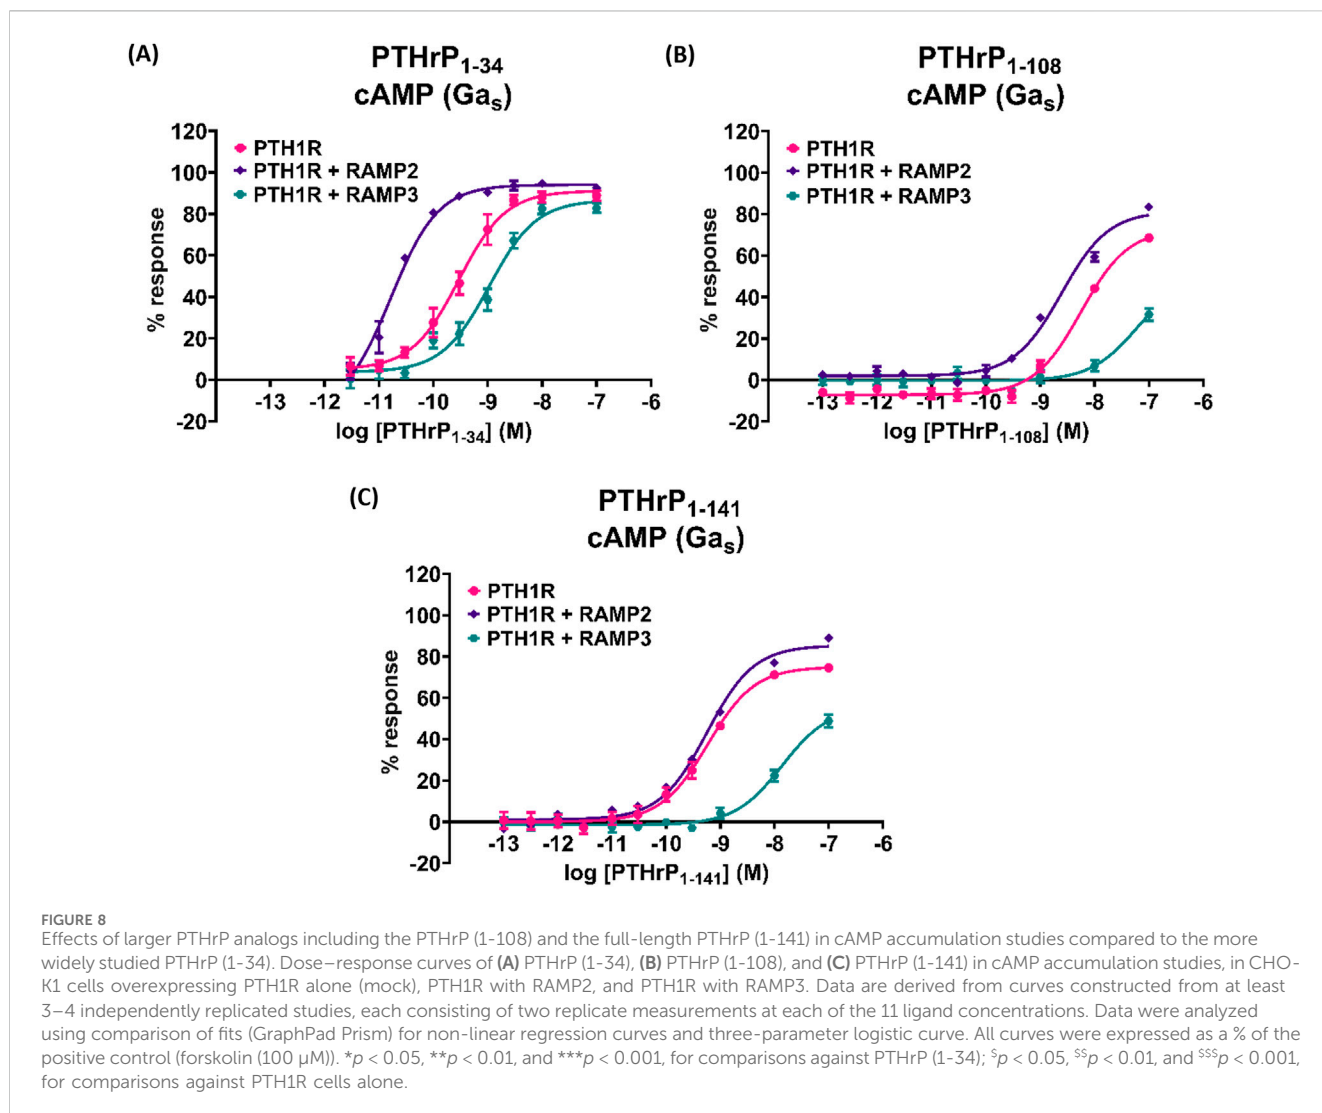 (A)
PTHrP1-34
cAMP (Gas)
120
100
80
60
40
20
0
-20
% response
PTH1R
PTH1R + RAMP2
PTH1R + RAMP3
-13 -12 -11 -10 -9 -8 -7 -6
log [PTHrP1-34] (M)
(B)
PTHrP1-108
cAMP (Gas)
120
100
80
60
40
20
0
-20
% response
PTH1R
PTH1R + RAMP2
PTH1R + RAMP3
-13 -12 -11 -10 -9 -8 -7 -6
log [PTHrP1-108] (M)
(C)
PTHrP1-141
cAMP (Gas)
120
100
80
60
40
20
0
-20
% response
PTH1R
PTH1R + RAMP2
PTH1R + RAMP3
-13 -12 -11 -10 -9 -8 -7 -6
log [PTHrP1-141] (M)
FIGURE 8
Effects of larger PTHrP analogs including the PTHrP (1-108) and the full-length PTHrP (1-141) in cAMP accumulation studies compared to the more
widely studied PTHrP (1-34). Dose–response curves of (A) PTHrP (1-34), (B) PTHrP (1-108), and (C) PTHrP (1-141) in cAMP accumulation studies, in CHO-
K1 cells overexpressing PTH1R alone (mock), PTH1R with RAMP2, and PTH1R with RAMP3. Data are derived from curves constructed from at least
3–4 independently replicated studies, each consisting of two replicate measurements at each of the 11 ligand concentrations. Data were analyzed
using comparison of fits (GraphPad Prism) for non-linear regression curves and three-parameter logistic curve. All curves were expressed as a % of the
positive control (forskolin (100 µM)). *p < 0.05, **p < 0.01, and ***p < 0.001, for comparisons against PTHrP (1-34); $p < 0.05, $$p < 0.01, and $$$p < 0.001,
for comparisons against PTH1R cells alone.